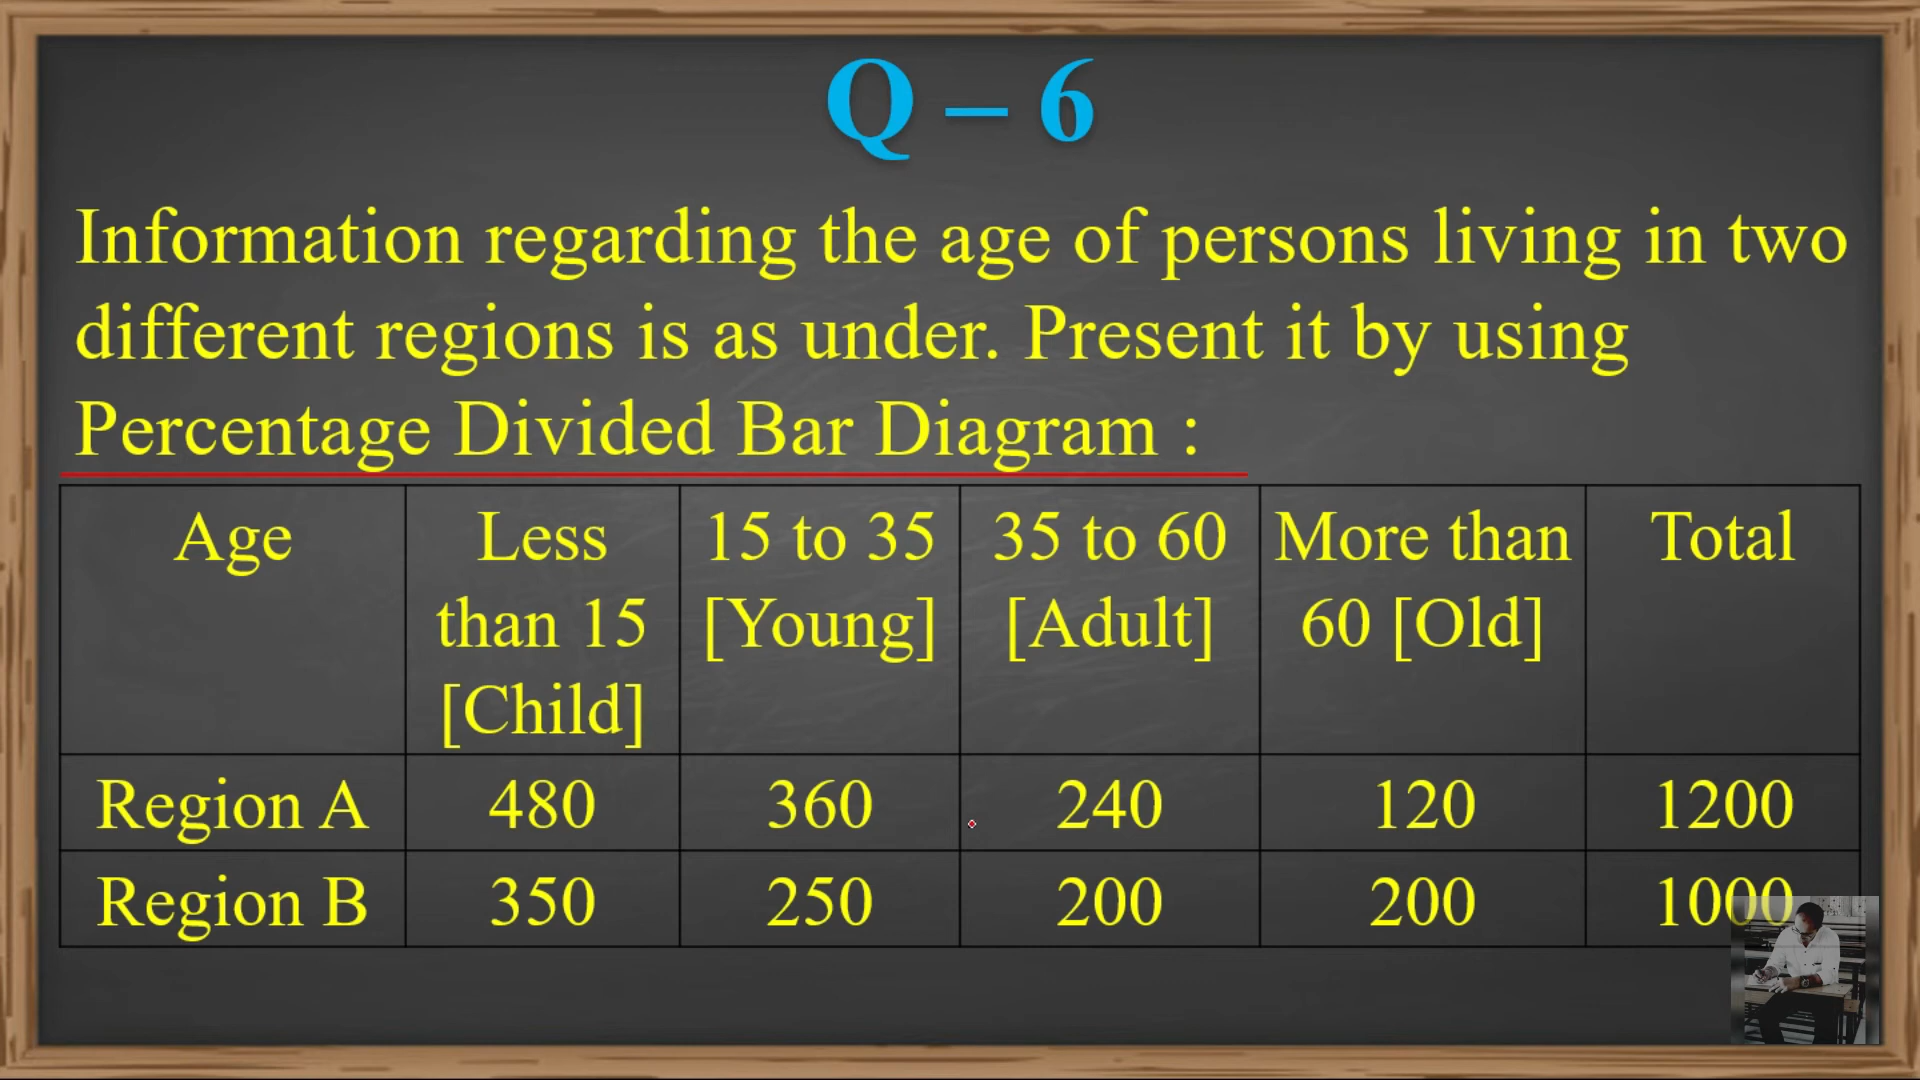 Q – 6
Information regarding the age of persons living in two
different regions is as under. Present it by using
Percentage Divided Bar Diagram :
Age Less than 15 [Child] 15 to 35 [Young] 35 to 60 [Adult] More than 60 [Old] Total
Region A 480 360 240 120 1200
Region B 350 250 200 200 1000